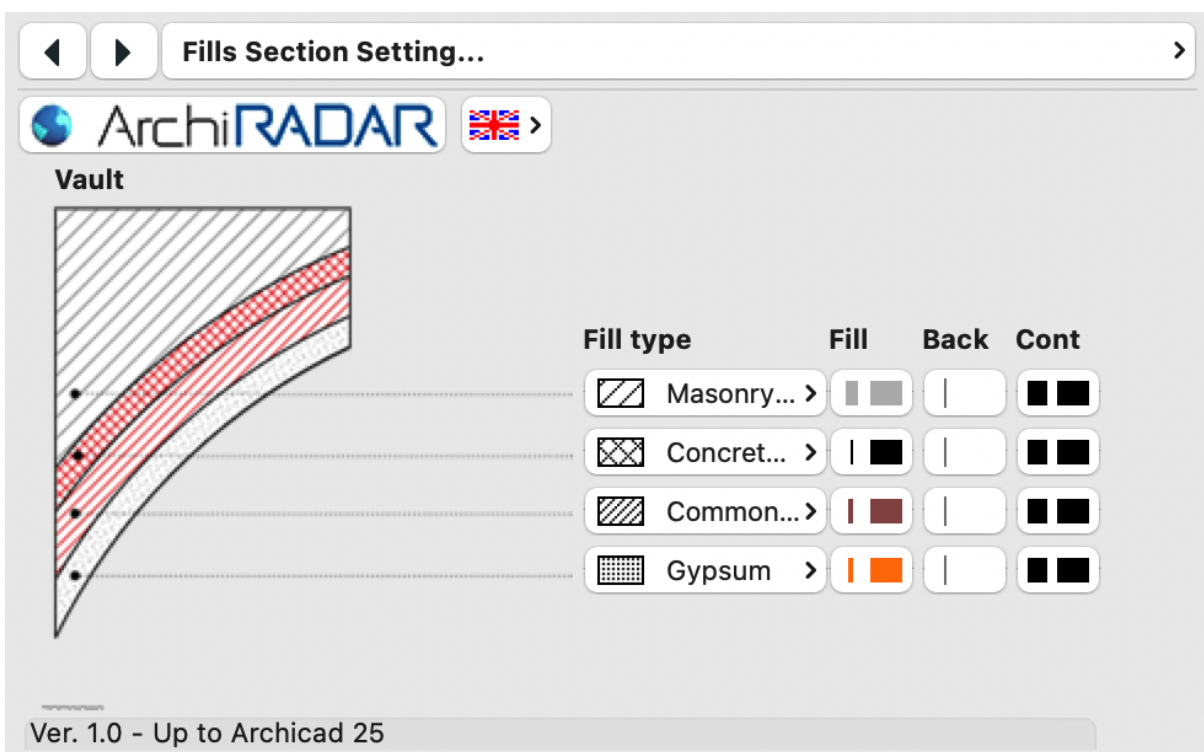 Fills Section Setting...
ArchiRADAR
Vault
Fill type Fill Back Cont
Masonry...
Concret...
Common...
Gypsum
Ver. 1.0 - Up to Archicad 25